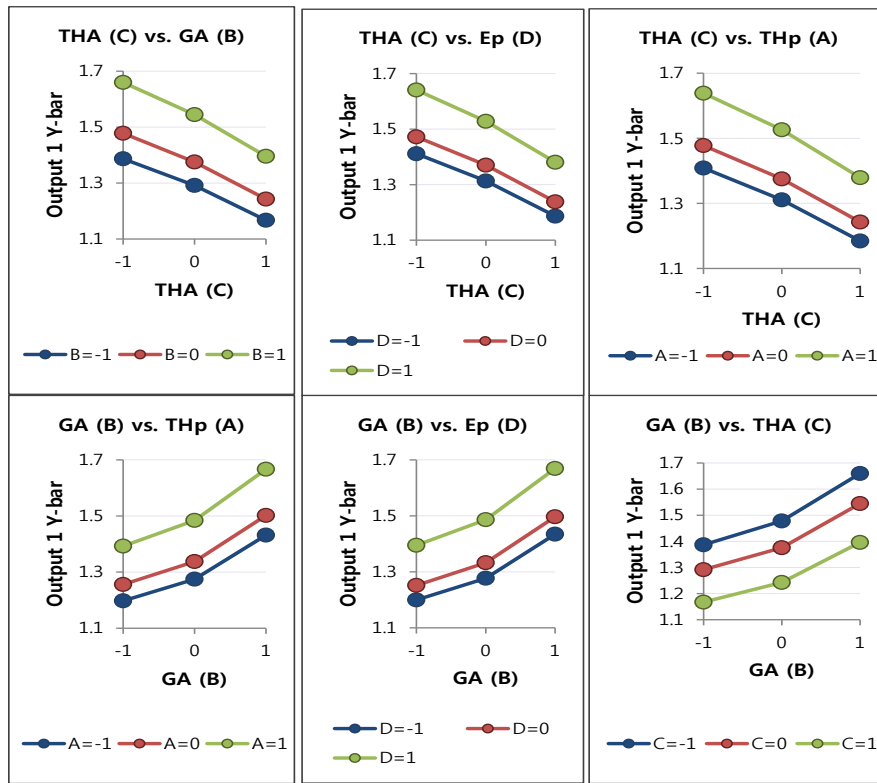 THA (C) vs. GA (B)
Output 1 Y-bar
1.7
1.5
1.3
1.1
-1 0 1
THA (C)
B=-1 B=0 B=1
THA (C) vs. Ep (D)
Output 1 Y-bar
1.7
1.5
1.3
1.1
-1 0 1
THA (C)
D=-1 D=0
D=1
THA (C) vs. THp (A)
Output 1 Y-bar
1.7
1.5
1.3
1.1
-1 0 1
THA (C)
A=-1 A=0 A=1
GA (B) vs. THp (A)
Output 1 Y-bar
1.7
1.5
1.3
1.1
-1 0 1
GA (B)
A=-1 A=0 A=1
GA (B) vs. Ep (D)
Output 1 Y-bar
1.7
1.5
1.3
1.1
-1 0 1
GA (B)
D=-1 D=0
D=1
GA (B) vs. THA (C)
Output 1 Y-bar
1.7
1.6
1.5
1.4
1.3
1.2
1.1
-1 0 1
GA (B)
C=-1 C=0 C=1